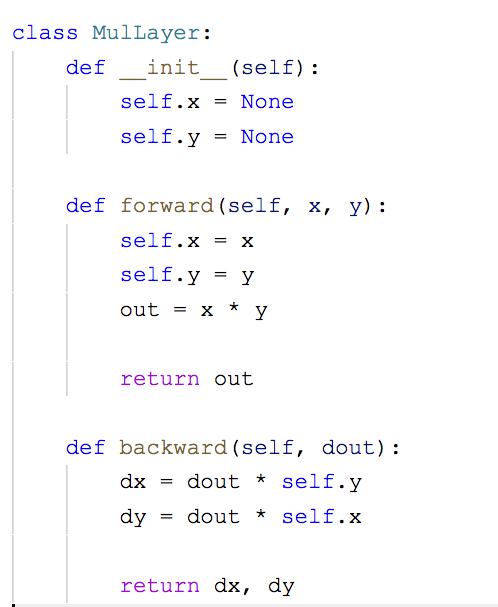 class MulLayer:
    def __init__(self):
        self.x = None
        self.y = None
    def forward(self, x, y):
        self.x = x
        self.y = y
        out = x * y
        return out
    def backward(self, dout):
        dx = dout * self.y
        dy = dout * self.x
        return dx, dy